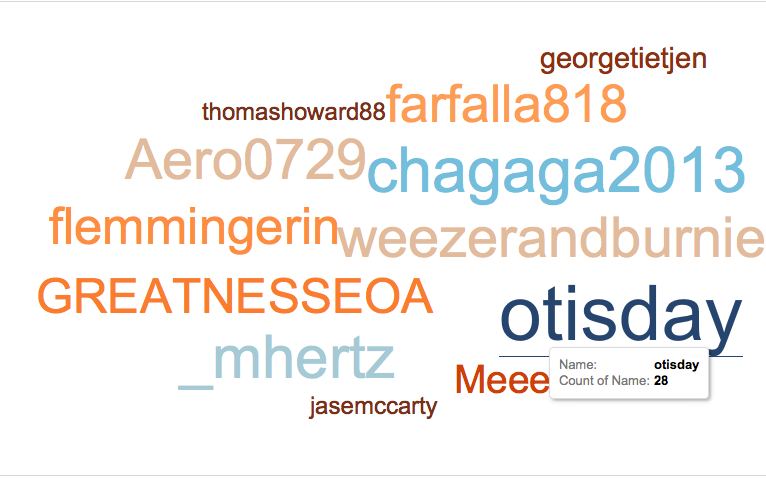 georgetietjen
thomashoward88
farfalla818
Aero0729
chagaga2013
flemmingerin
weezerandburnie
GREATNESSEOA
otisday
_mhertz
Name: otisday
Count of Name: 28
Meee
jasemccarty